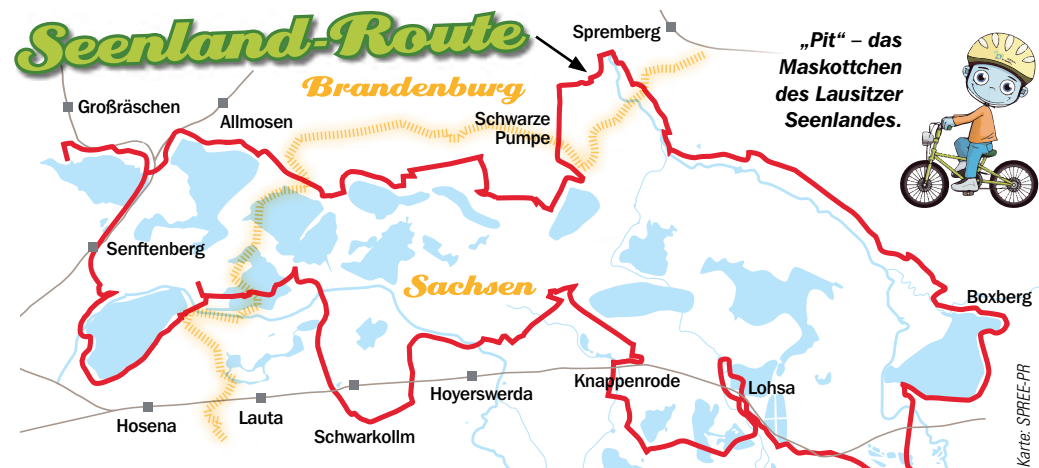 Seenland-Route
Spremberg
„Pit“ – das
Maskottchen
des Lausitzer
Seenlandes.
Brandenburg
Großräschen
Allmosen
Schwarze
Pumpe
Senftenberg
Sachsen
Boxberg
Knappenrode
Lohsa
Hoyerswerda
Lauta
Hosena
Schwarkollm
Karte: SPREE-PR